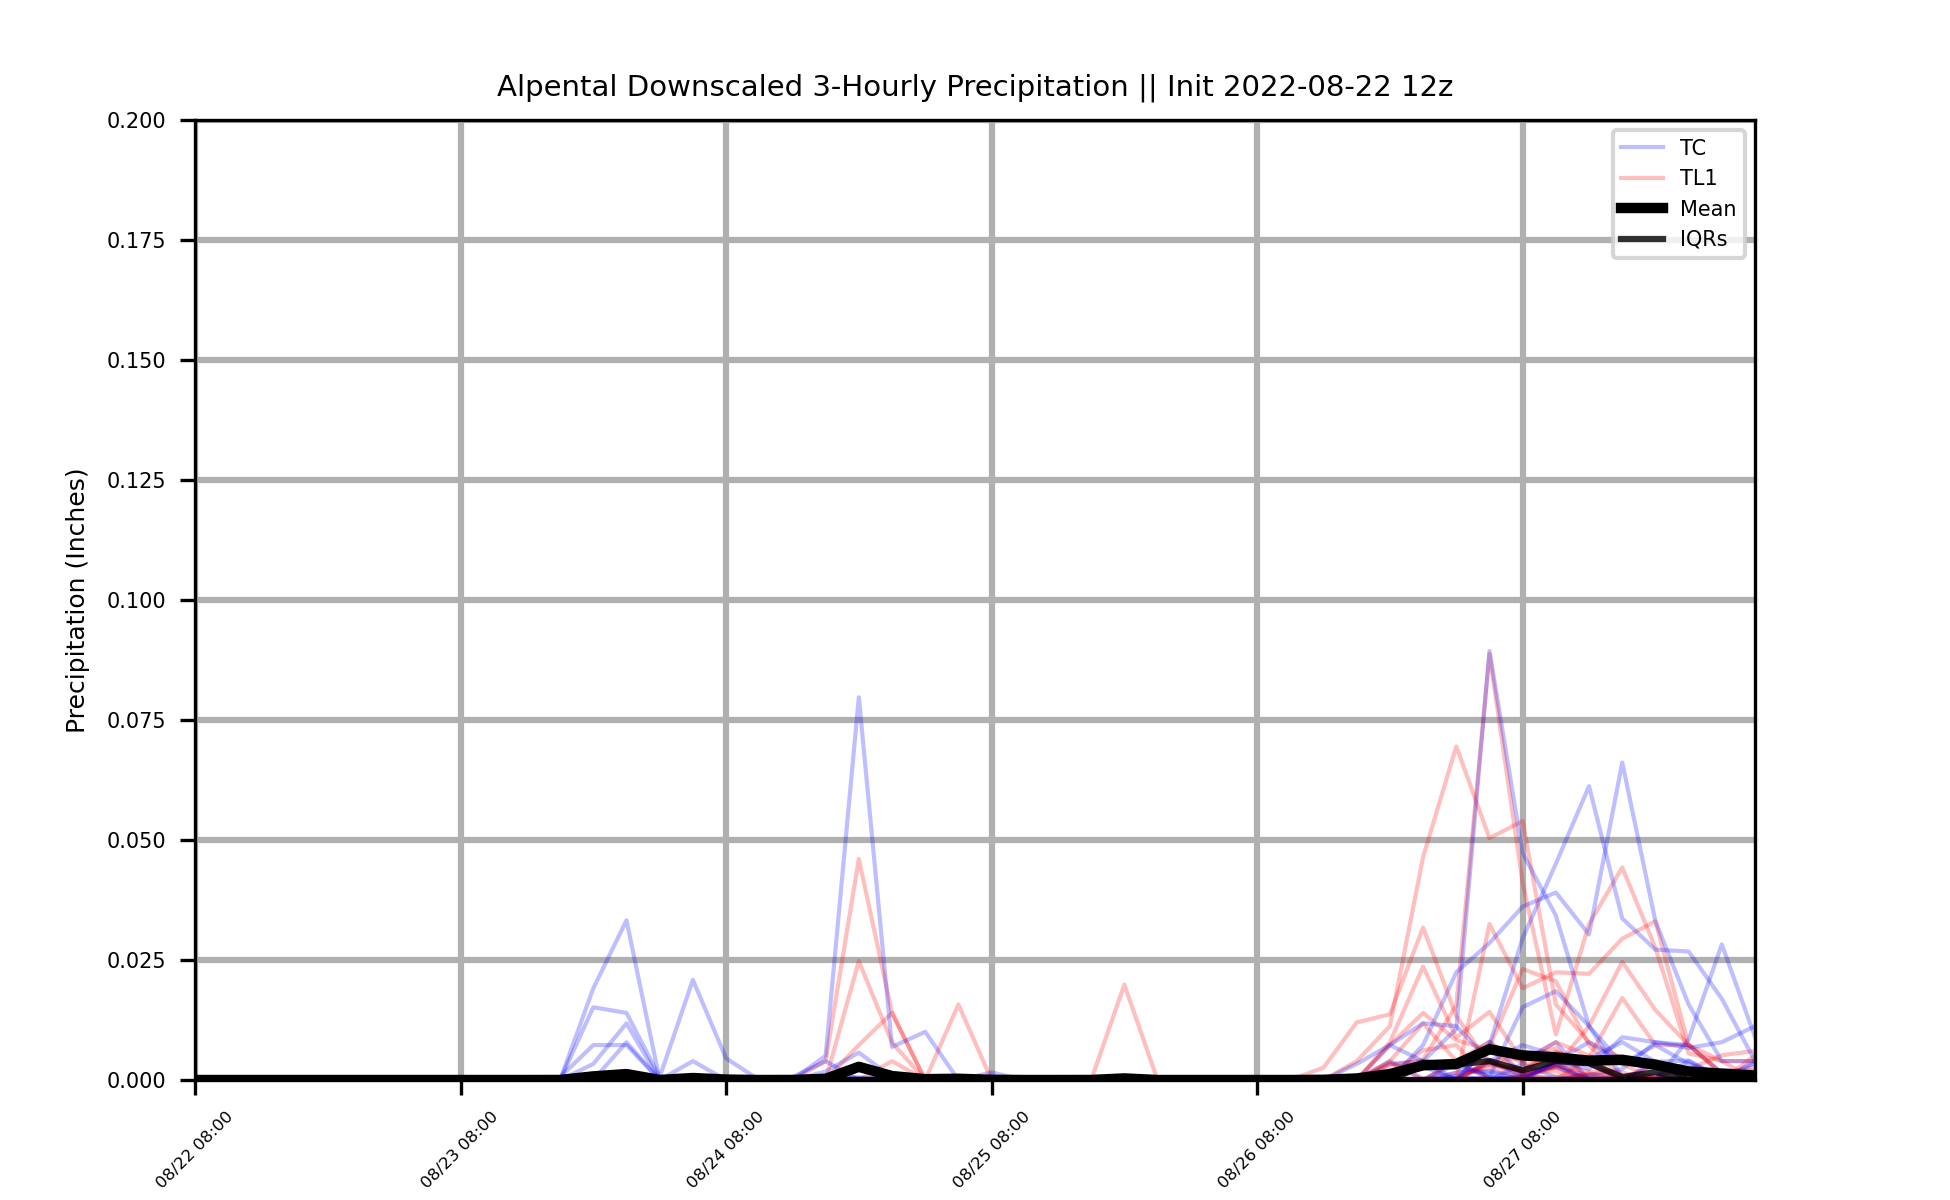 Alpental Downscaled 3-Hourly Precipitation || Init 2022-08-22 12z
Precipitation (Inches)
0.200
0.175
0.150
0.125
0.100
0.075
0.050
0.025
0.000
TC
TL1
Mean
IQRs
08/22 08:00
08/23 08:00
08/24 08:00
08/25 08:00
08/26 08:00
08/27 08:00